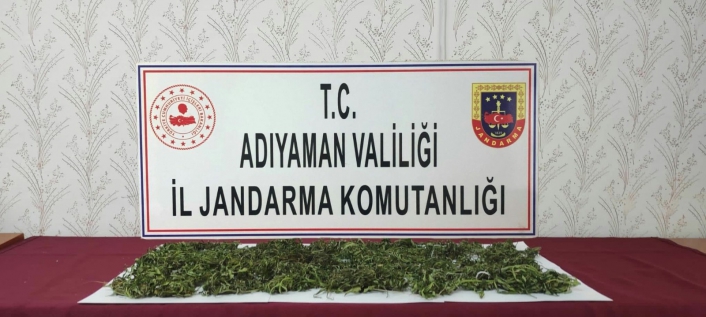 T.C.
ADIYAMAN VALİLİĞİ
İL JANDARMA KOMUTANLIĞI
JANDARMA